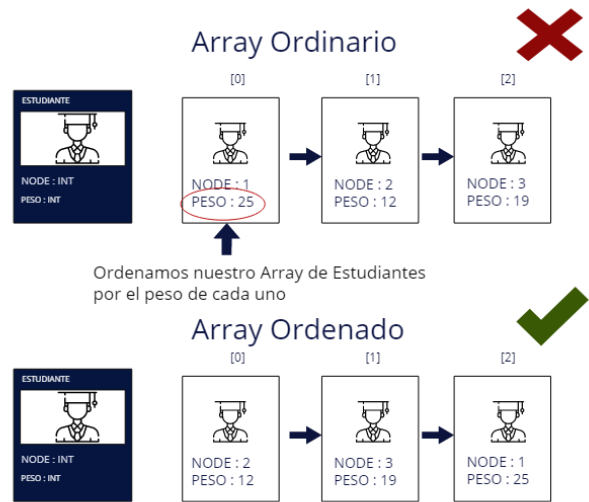 Array Ordinario
[0] [1] [2]
ESTUDIANTE
NODE : INT
PESO : INT
NODE : 1
PESO : 25
NODE : 2
PESO : 12
NODE : 3
PESO : 19
Ordenamos nuestro Array de Estudiantes
por el peso de cada uno
Array Ordenado
[0] [1] [2]
ESTUDIANTE
NODE : INT
PESO : INT
NODE : 2
PESO : 12
NODE : 3
PESO : 19
NODE : 1
PESO : 25